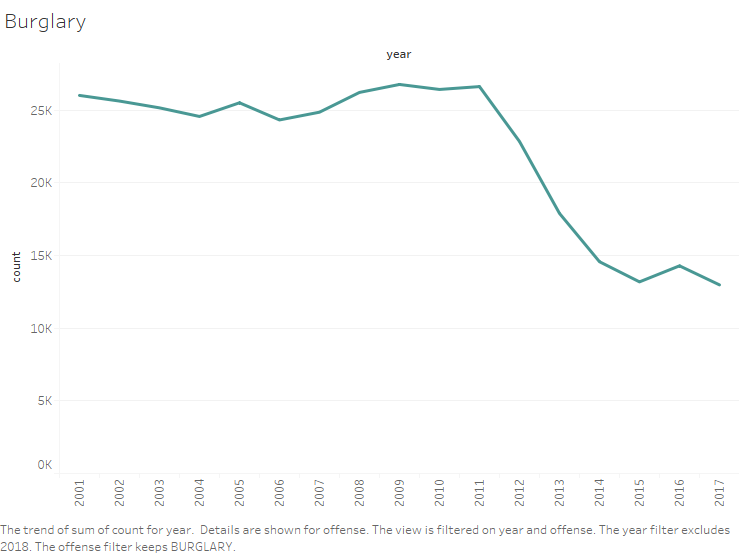 Burglary
year
25K
20K
15K
count
10K
5K
0K
2001 2002 2003 2004 2005 2006 2007 2008 2009 2010 2011 2012 2013 2014 2015 2016 2017
The trend of sum of count for year.  Details are shown for offense. The view is filtered on year and offense. The year filter excludes
2018. The offense filter keeps BURGLARY.